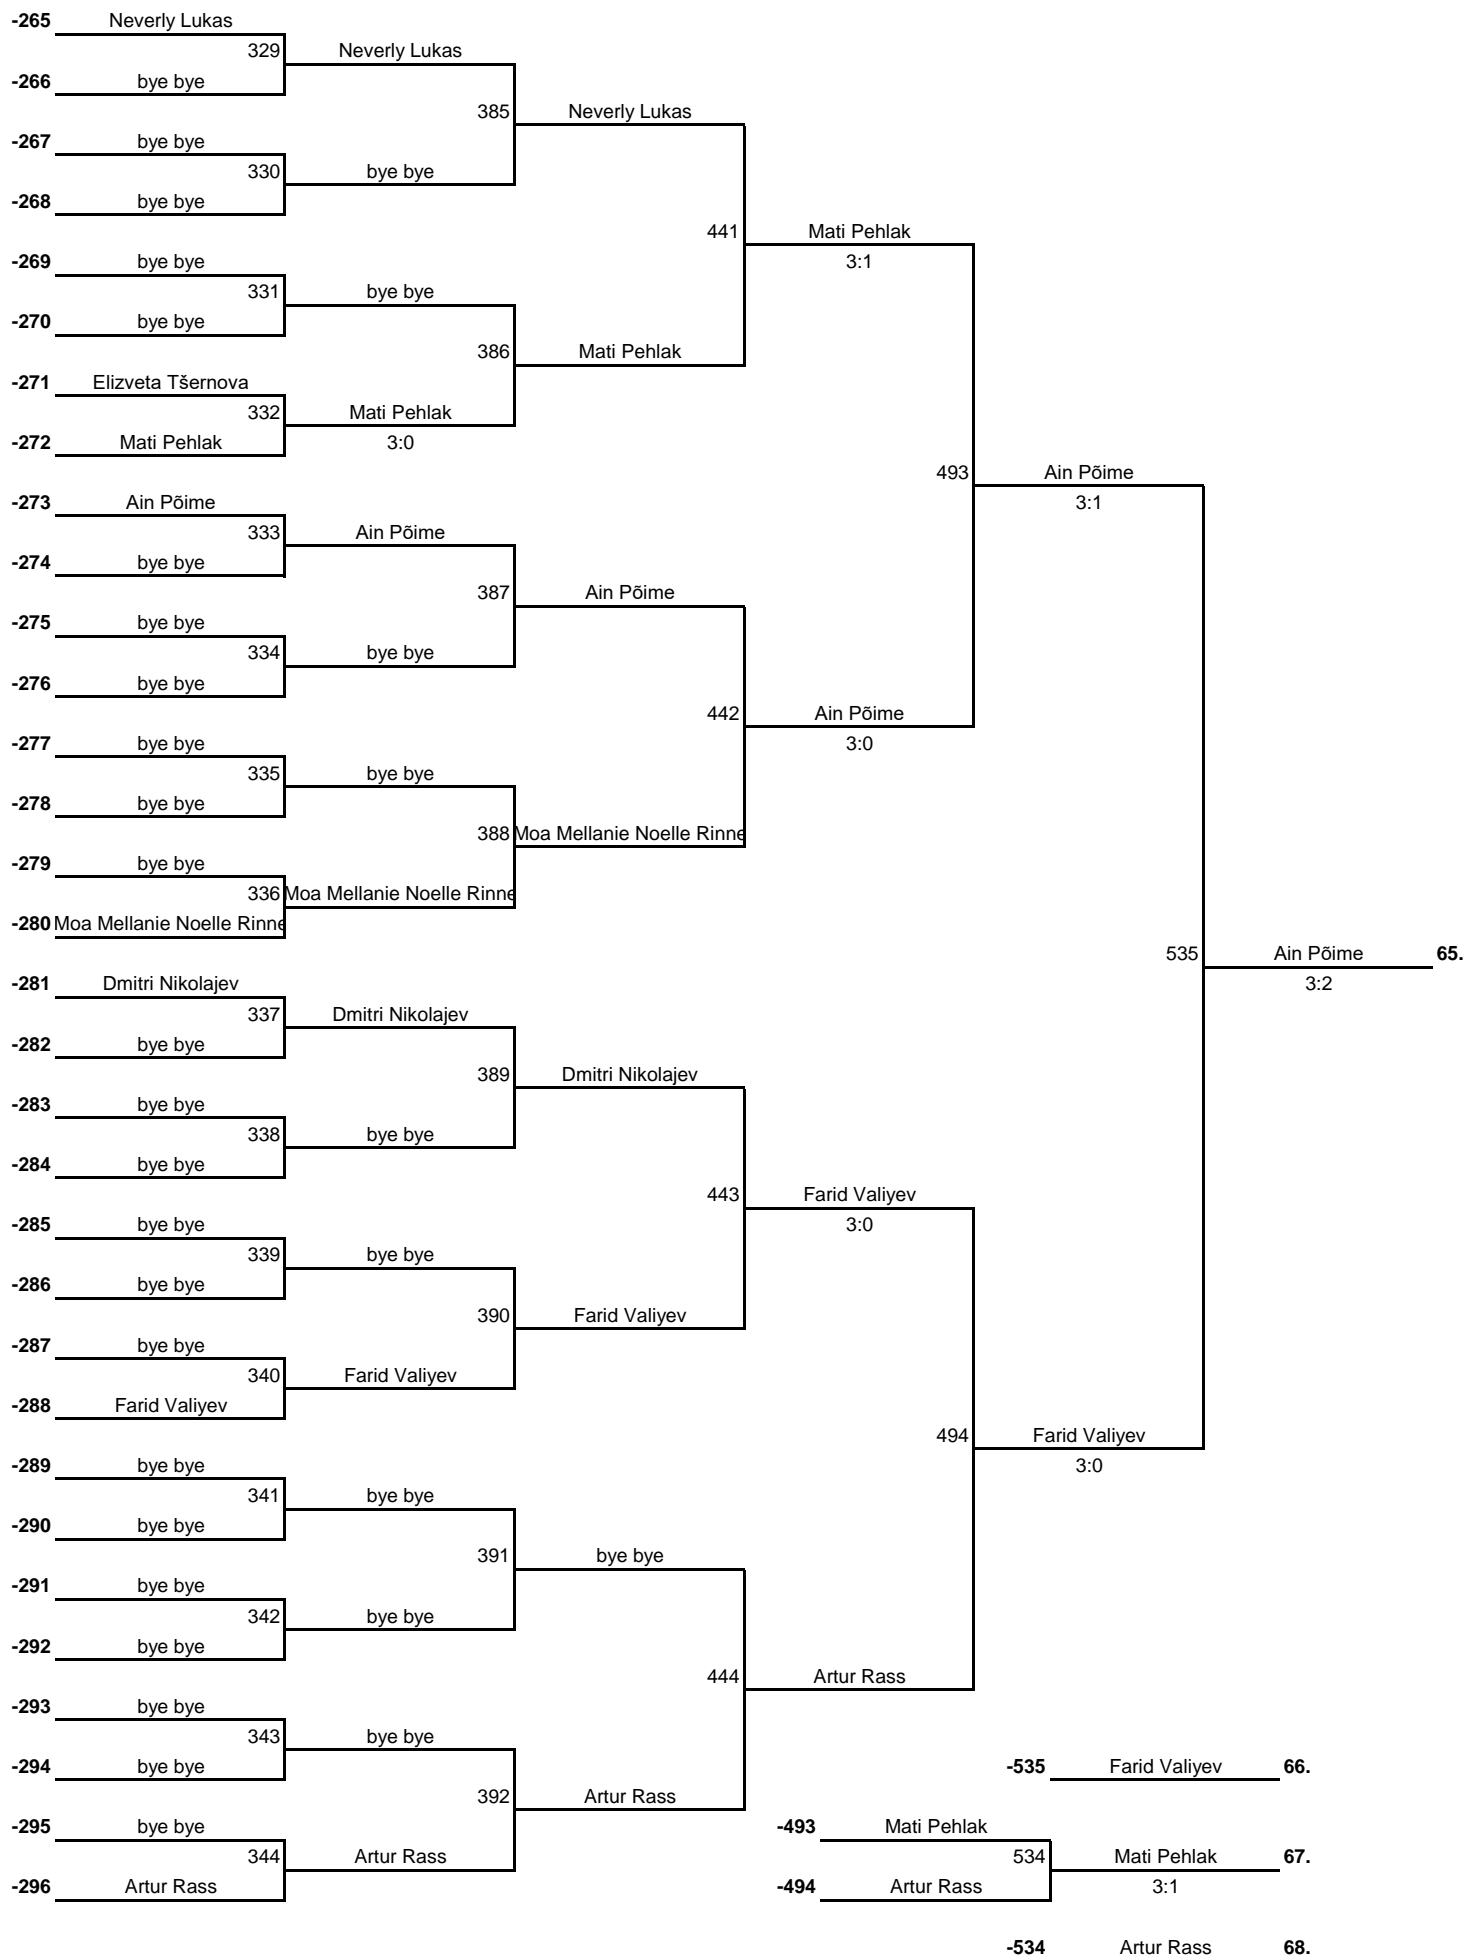 -265 Neverly Lukas
329 Neverly Lukas
-266 bye bye
385 Neverly Lukas
-267 bye bye
330 bye bye
-268 bye bye
441 Mati Pehlak
-269 bye bye
3:1
331 bye bye
-270 bye bye
386 Mati Pehlak
-271 Elizveta Tšernova
332 Mati Pehlak
-272 Mati Pehlak
3:0
493 Ain Põime
-273 Ain Põime
3:1
333 Ain Põime
-274 bye bye
387 Ain Põime
-275 bye bye
334 bye bye
-276 bye bye
442 Ain Põime
-277 bye bye
3:0
335 bye bye
-278 bye bye
388 Moa Mellanie Noelle Rinne
-279 bye bye
336 Moa Mellanie Noelle Rinne
-280 Moa Mellanie Noelle Rinne
535 Ain Põime 65.
-281 Dmitri Nikolajev
3:2
337 Dmitri Nikolajev
-282 bye bye
389 Dmitri Nikolajev
-283 bye bye
338 bye bye
-284 bye bye
443 Farid Valiyev
-285 bye bye
3:0
339 bye bye
-286 bye bye
390 Farid Valiyev
-287 bye bye
340 Farid Valiyev
-288 Farid Valiyev
494 Farid Valiyev
-289 bye bye
3:0
341 bye bye
-290 bye bye
391 bye bye
-291 bye bye
342 bye bye
-292 bye bye
444 Artur Rass
-293 bye bye
343 bye bye
-294 bye bye
-535 Farid Valiyev 66.
392 Artur Rass
-295 bye bye
-493 Mati Pehlak
344 Artur Rass
534 Mati Pehlak 67.
-296 Artur Rass
-494 Artur Rass
3:1
-534 Artur Rass 68.